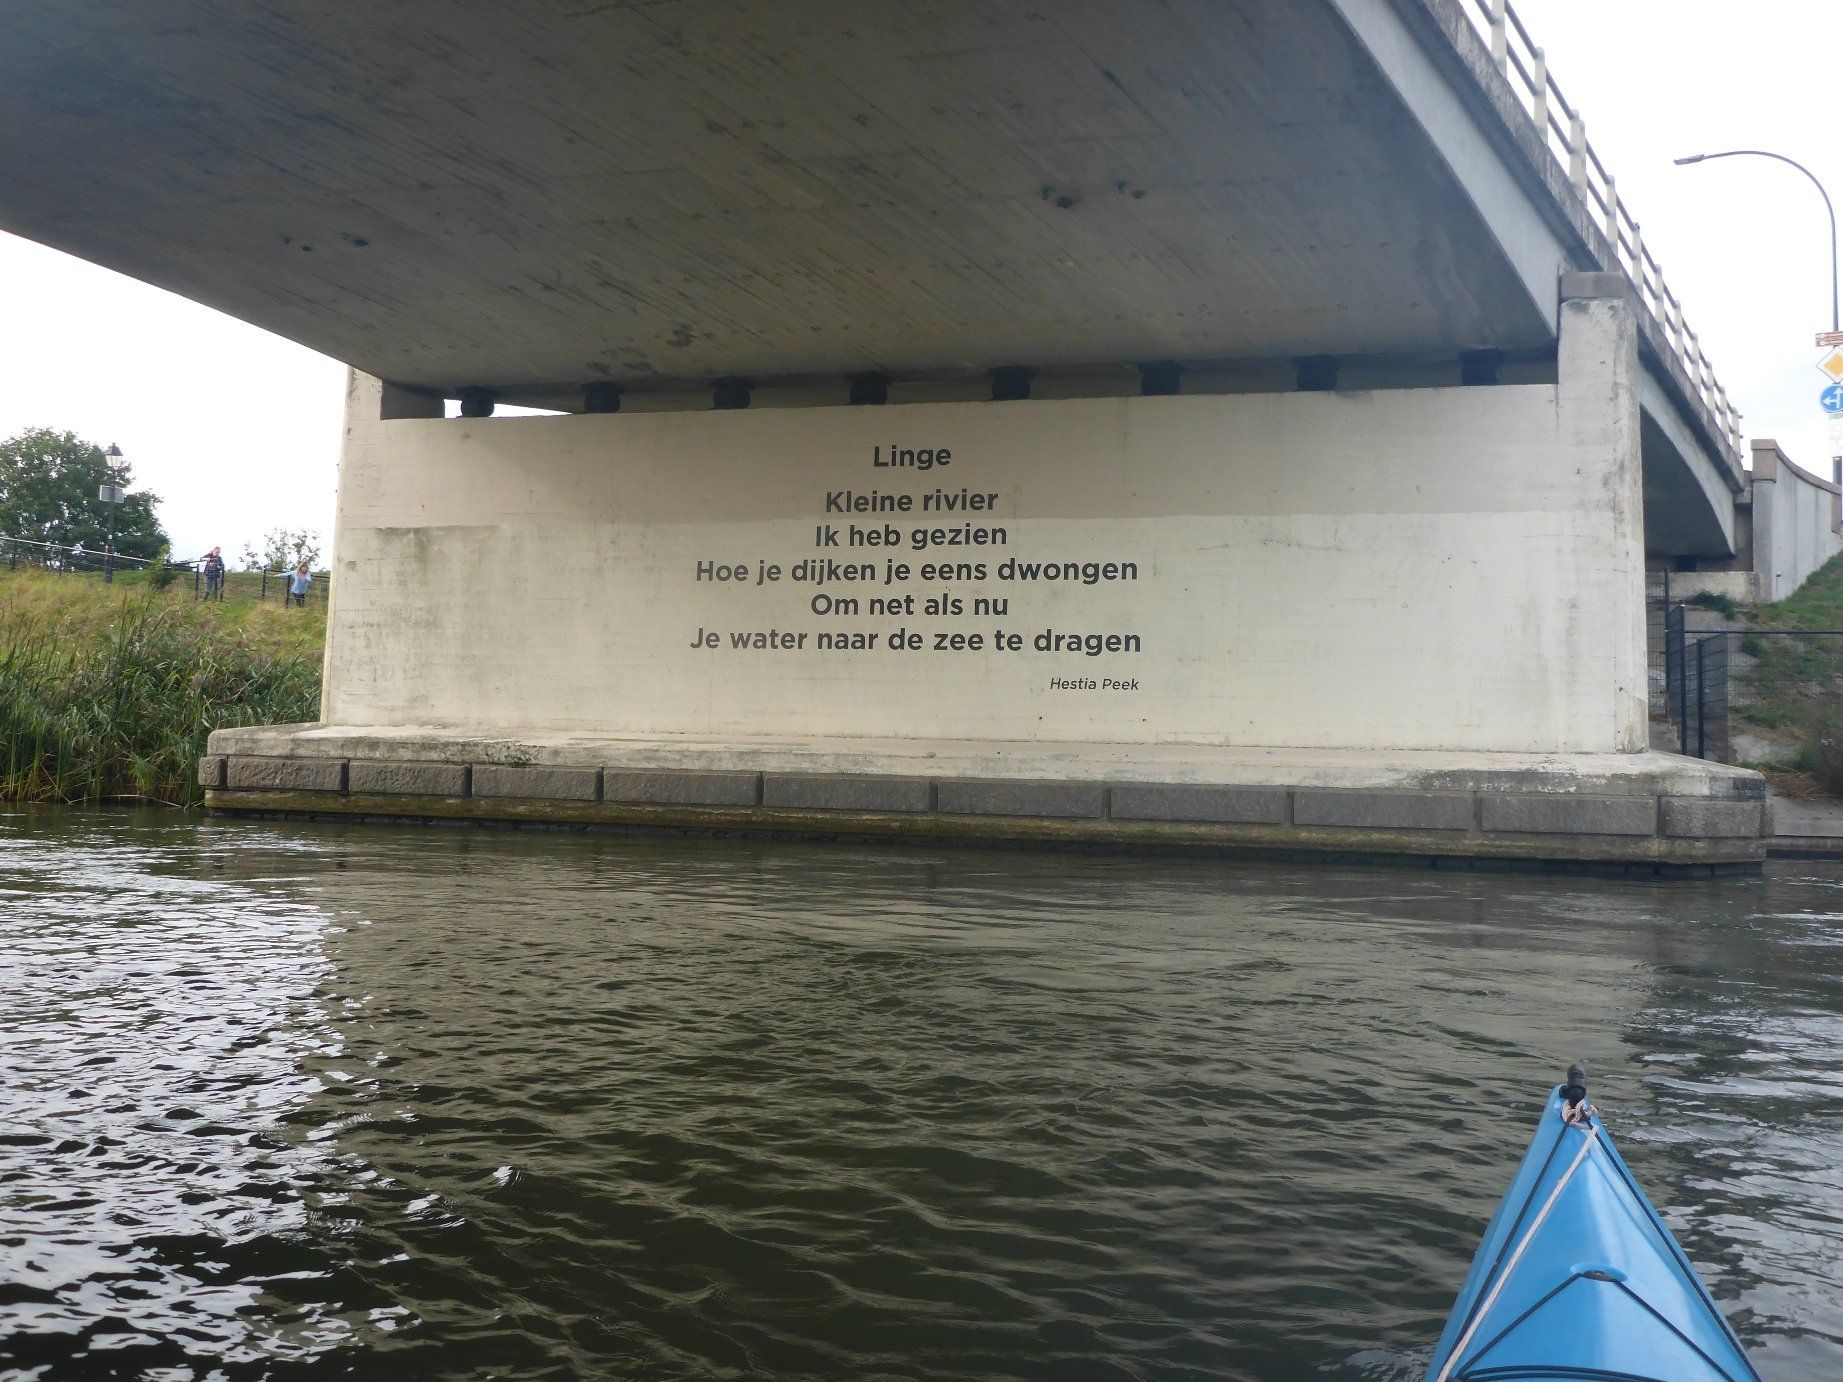 Linge
Kleine rivier
Ik heb gezien
Hoe je dijken je eens dwongen
Om net als nu
Je water naar de zee te dragen
Hestia Peek